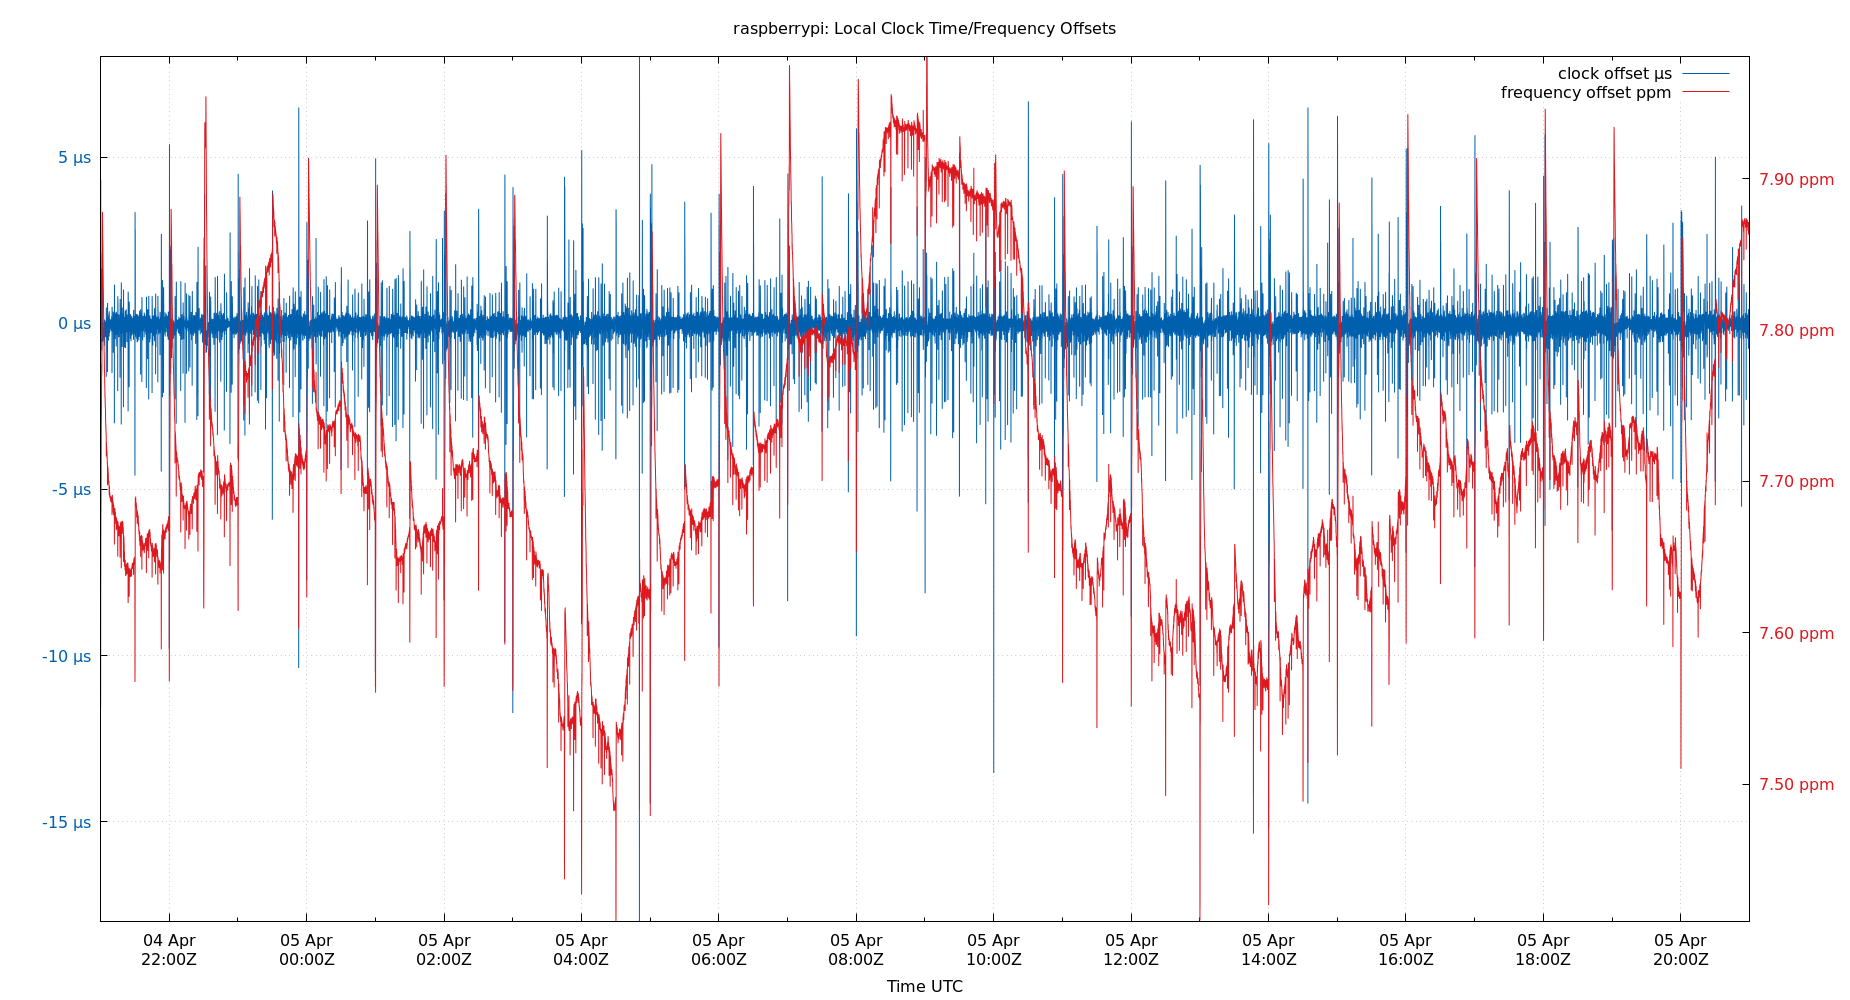 raspberrypi: Local Clock Time/Frequency Offsets
clock offset µs
frequency offset ppm
5 µs
0 µs
-5 µs
-10 µs
-15 µs
7.90 ppm
7.80 ppm
7.70 ppm
7.60 ppm
7.50 ppm
04 Apr 05 Apr 05 Apr 05 Apr 05 Apr 05 Apr 05 Apr 05 Apr 05 Apr 05 Apr 05 Apr 05 Apr
22:00Z 00:00Z 02:00Z 04:00Z 06:00Z 08:00Z 10:00Z 12:00Z 14:00Z 16:00Z 18:00Z 20:00Z
Time UTC